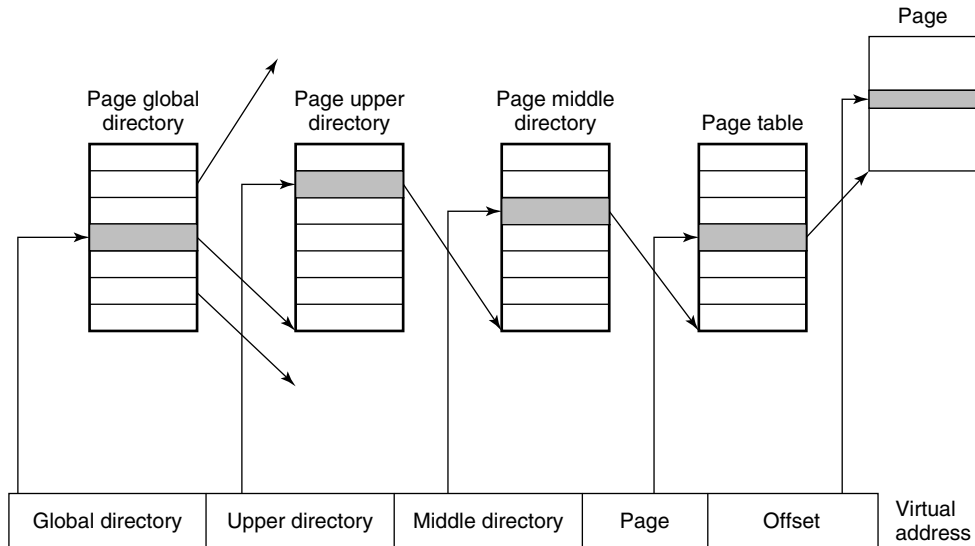 Page
Page global
directory
Page upper
directory
Page middle
directory
Page table
Global directory
Upper directory
Middle directory
Page
Offset
Virtual
address